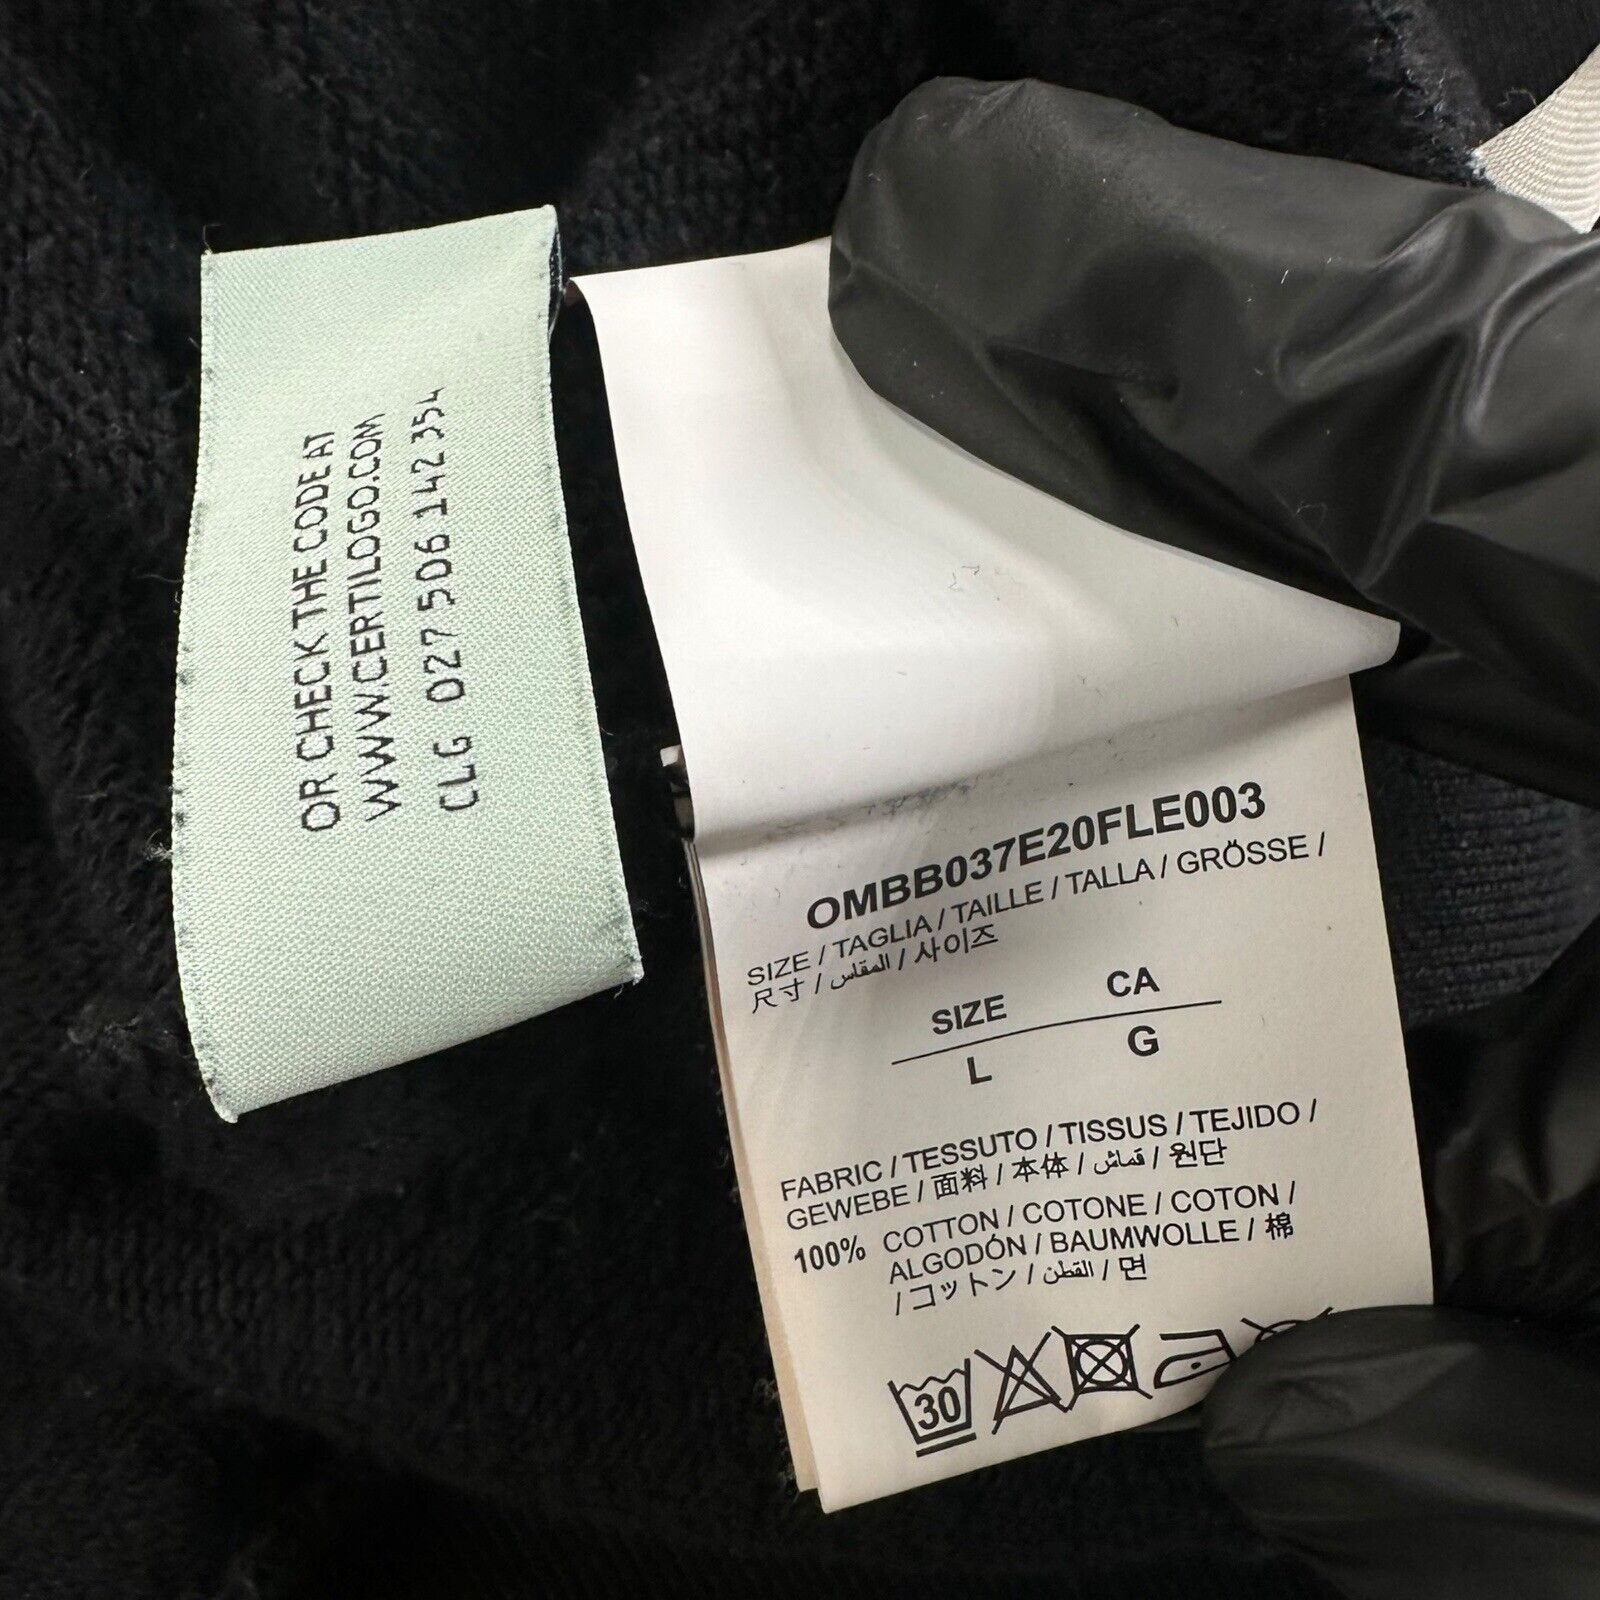 OR CHECK THE CODE AT
WWW.CERTILOGO.COM
CLG 027 506 142 354
OMBB037E20FLE003
SIZE / TAGLIA / TAILLE / TALLA / GRÖSSE /
尺寸 / المقاس / 사이즈
SIZE CA
L G
FABRIC / TESSUTO / TISSUS / TEJIDO /
GEWEBE / 面料 / 本体 / قماش / 원단
100% COTTON / COTONE / COTON /
ALGODÓN / BAUMWOLLE / 棉
/ コットン / القطن / 면
30